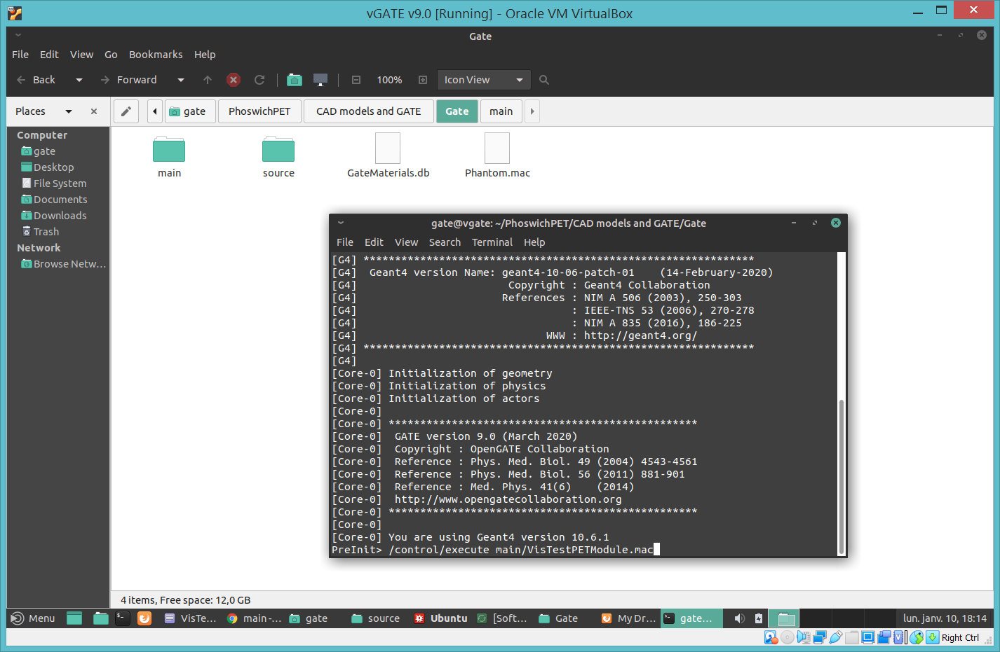 vGATE v9.0 [Running] - Oracle VM VirtualBox
Gate
File Edit View Go Bookmarks Help
Back Forward 100% Icon View
Places gate PhoswichPET CAD models and GATE Gate main
Computer
gate
Desktop
File System
Documents
Downloads
Trash
Network
Browse Netw...
main source GateMaterials.db Phantom.mac
gate@vgate: ~/PhoswichPET/CAD models and GATE/Gate
File Edit View Search Terminal Help
[G4] **************************************************************
[G4]  Geant4 version Name: geant4-10-06-patch-01    (14-February-2020)
[G4]                        Copyright : Geant4 Collaboration
[G4]                       References : NIM A 506 (2003), 250-303
[G4]                                  : IEEE-TNS 53 (2006), 270-278
[G4]                                  : NIM A 835 (2016), 186-225
[G4]                              WWW : http://geant4.org/
[G4] **************************************************************
[G4]
[Core-0] Initialization of geometry
[Core-0] Initialization of physics
[Core-0] Initialization of actors
[Core-0]
[Core-0] *************************************************
[Core-0]  GATE version 9.0 (March 2020)
[Core-0]  Copyright : OpenGATE Collaboration
[Core-0]  Reference : Phys. Med. Biol. 49 (2004) 4543-4561
[Core-0]  Reference : Phys. Med. Biol. 56 (2011) 881-901
[Core-0]  Reference : Med. Phys. 41(6)    (2014)
[Core-0]  http://www.opengatecollaboration.org
[Core-0] *************************************************
[Core-0]
[Core-0] You are using Geant4 version 10.6.1
PreInit> /control/execute main/VisTestPETModule.mac
4 items, Free space: 12,0 GB
Menu VisTe... main -... gate source Ubuntu [Soft... Gate My Dr... gate... lun. janv. 10, 18:14
Right Ctrl